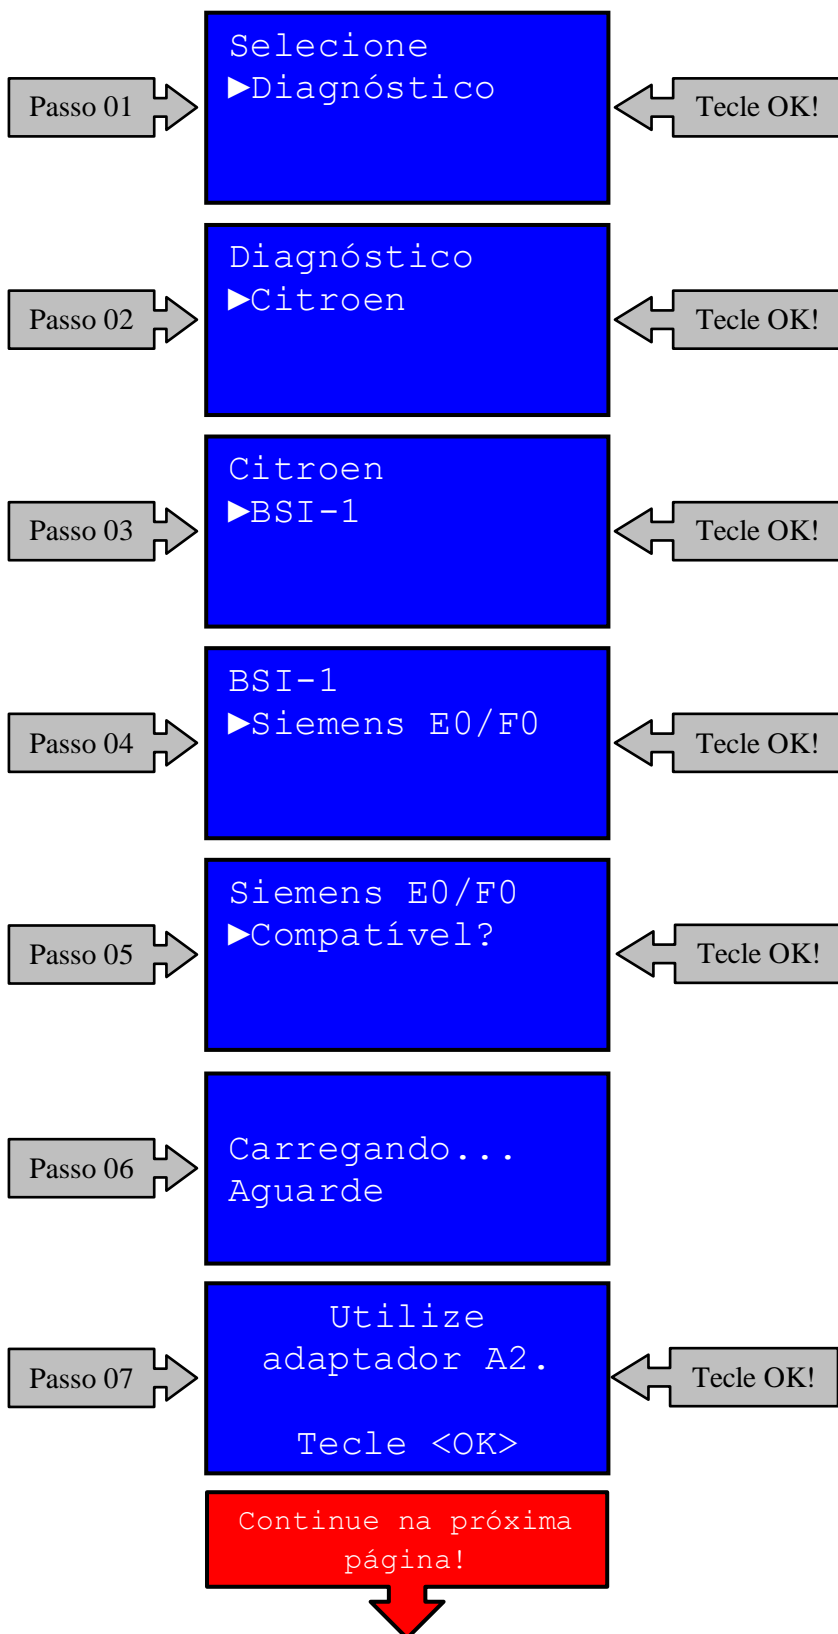 Selecione
►Diagnóstico
Passo 01
Tecle OK!
Diagnóstico
►Citroen
Passo 02
Tecle OK!
Citroen
►BSI-1
Passo 03
Tecle OK!
BSI-1
►Siemens E0/F0
Passo 04
Tecle OK!
Siemens E0/F0
►Compatível?
Passo 05
Tecle OK!
Passo 06
Carregando...
Aguarde
Utilize
adaptador A2.
Passo 07
Tecle OK!
Tecle <OK>
Continue na próxima
página!